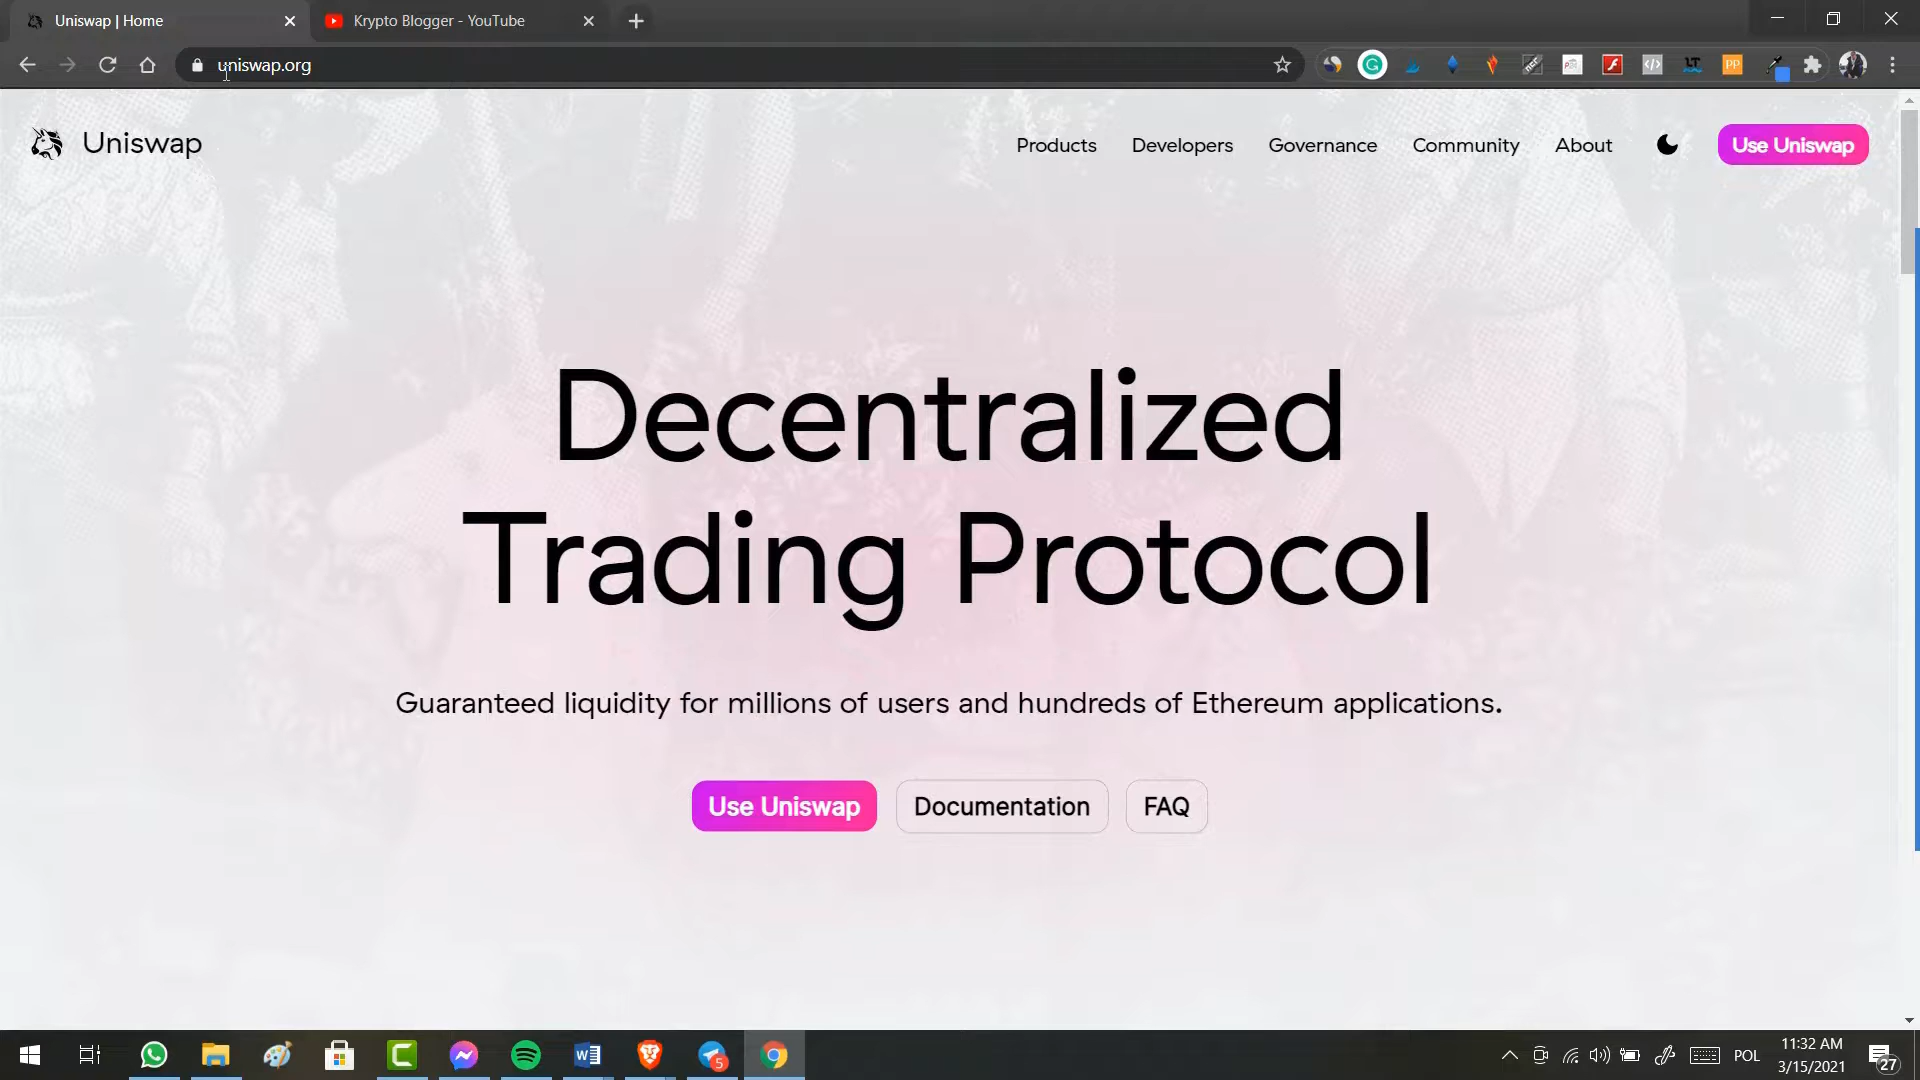 Uniswap | Home
Krypto Blogger - YouTube
uniswap.org
PP
Uniswap
Products
Developers
Governance
Community
About
Use Uniswap
Decentralized
Trading Protocol
Guaranteed liquidity for millions of users and hundreds of Ethereum applications.
Use Uniswap
Documentation
FAQ
5
POL
11:32 AM
3/15/2021
27